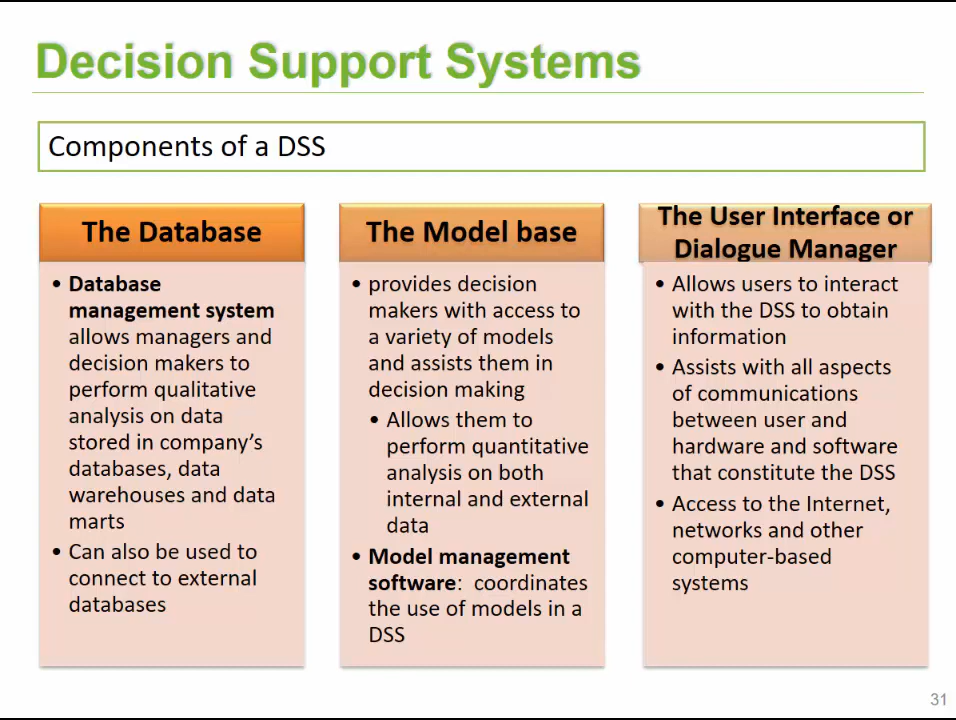 Decision Support Systems
Components of a DSS
The Database
• Database
management system
allows managers and
decision makers to
perform qualitative
analysis on data
stored in company's
databases, data
warehouses and data
marts
• Can also be used to
connect to external
databases
The Model base
• provides decision
makers with access to
a variety of models
and assists them in
decision making
• Allows them to
perform quantitative
analysis on both
internal and external
data
• Model management
software: coordinates
the use of models in a
DSS
The User Interface or
Dialogue Manager
• Allows users to interact
with the DSS to obtain
information
• Assists with all aspects
of communications
between user and
hardware and software
that constitute the DSS
• Access to the Internet,
networks and other
computer-based
systems
31